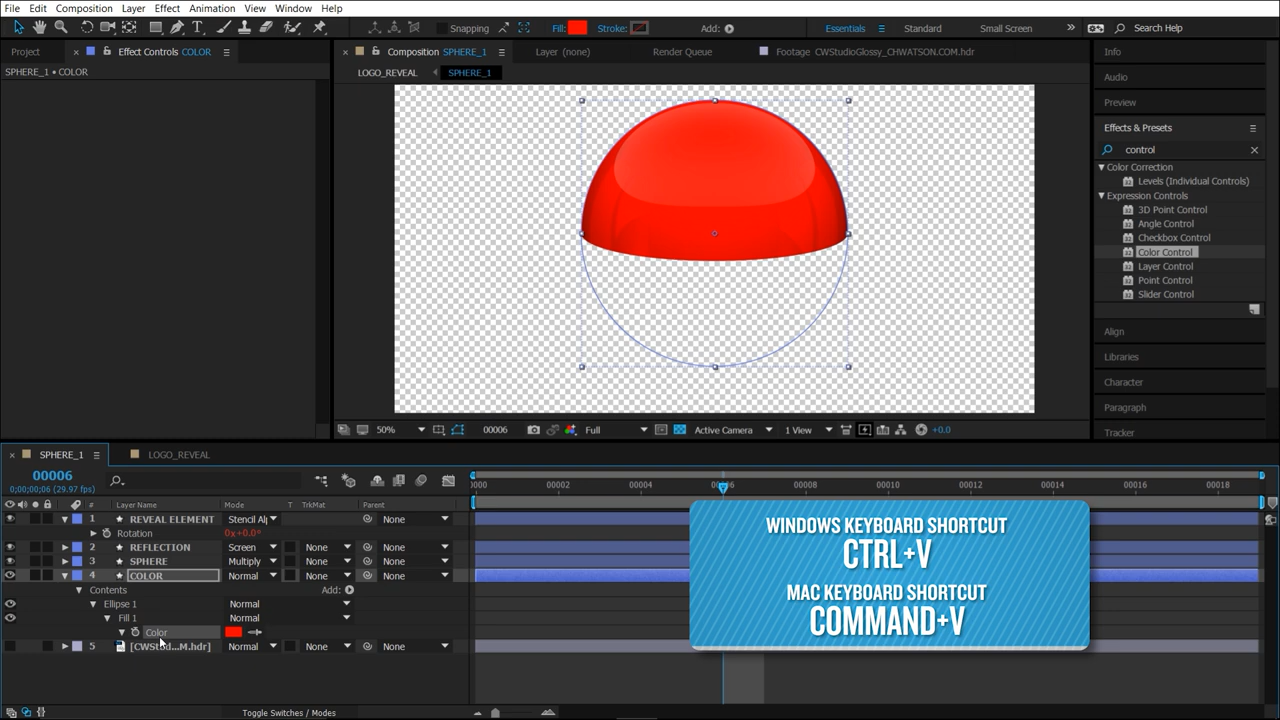 File Edit Composition Layer Effect Animation View Window Help
Snapping Fill: Stroke: Add: Essentials Standard Small Screen Search Help
Project Effect Controls COLOR Composition SPHERE_1 Layer (none) Render Queue Footage CWStudioGlossy_CHWATSON.COM.hdr Info
SPHERE_1 • COLOR LOGO_REVEAL SPHERE_1
Audio
Preview
Effects & Presets
control
Color Correction
Levels (Individual Controls)
Expression Controls
3D Point Control
Angle Control
Checkbox Control
Color Control
Layer Control
Point Control
Slider Control
Align
Libraries
Character
Paragraph
Tracker
50% 00006 Full Active Camera 1 View +0.0
SPHERE_1 LOGO_REVEAL
00006
0;00;00;06 (29.97 fps)
0000 00002 00004 00006 00008 00010 00012 00014 00016 00018
# Layer Name Mode T TrkMat Parent
1 REVEAL ELEMENT Stencil Alp None
Rotation 0x+0.0°
2 REFLECTION Screen None None
3 SPHERE Multiply None None
4 COLOR Normal None None
Contents Add:
Ellipse 1 Normal
Fill 1 Normal
Color
5 [CWStud...M.hdr] Normal None None
Toggle Switches / Modes
WINDOWS KEYBOARD SHORTCUT
CTRL+V
MAC KEYBOARD SHORTCUT
COMMAND+V